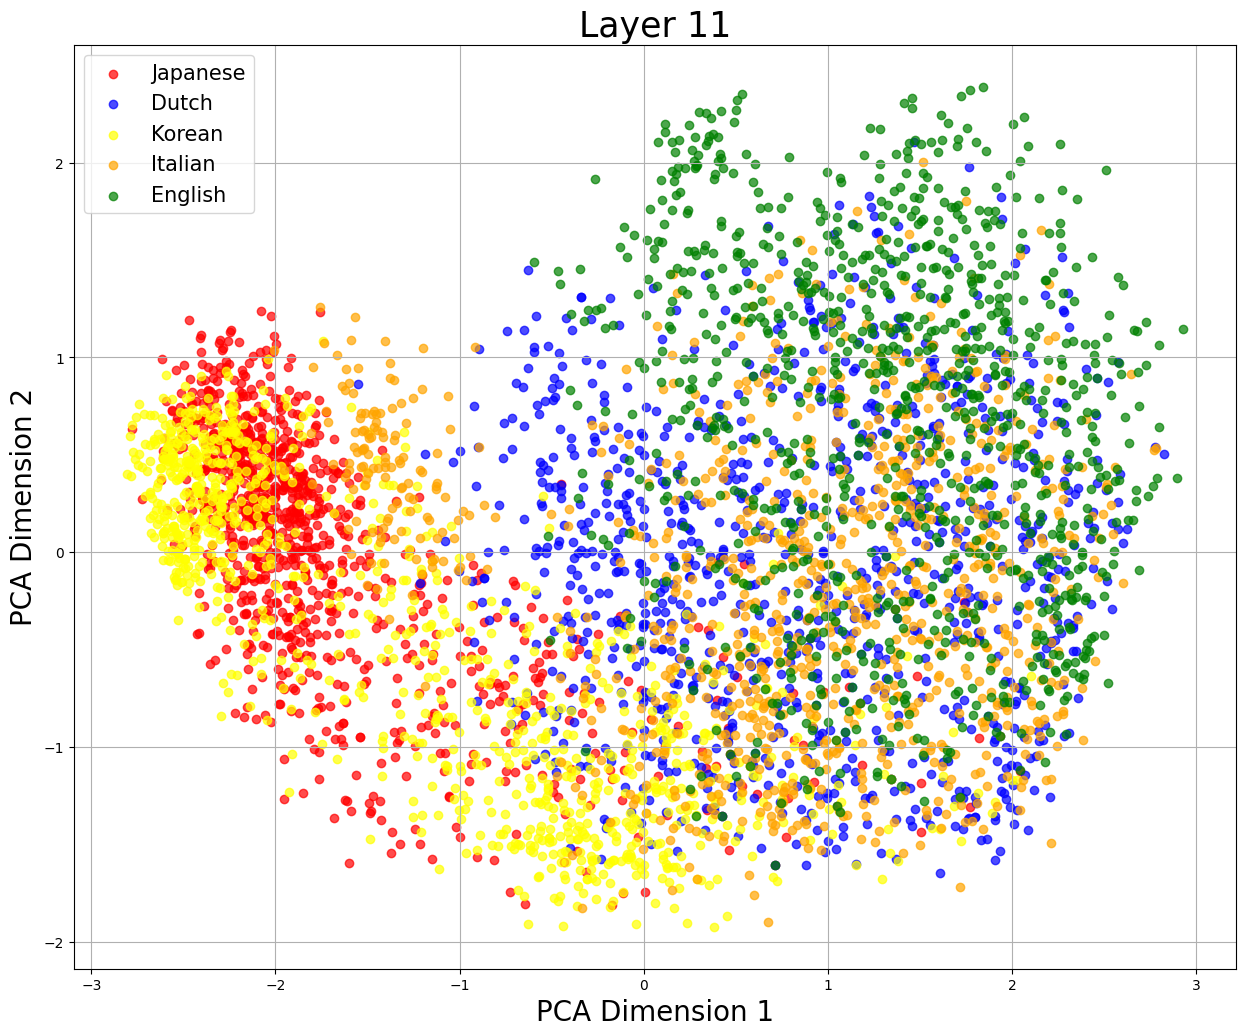 Layer 11
Japanese
Dutch
Korean
Italian
English
2
1
0
−1
−2
PCA Dimension 2
−3
−2
−1
0
1
2
3
PCA Dimension 1